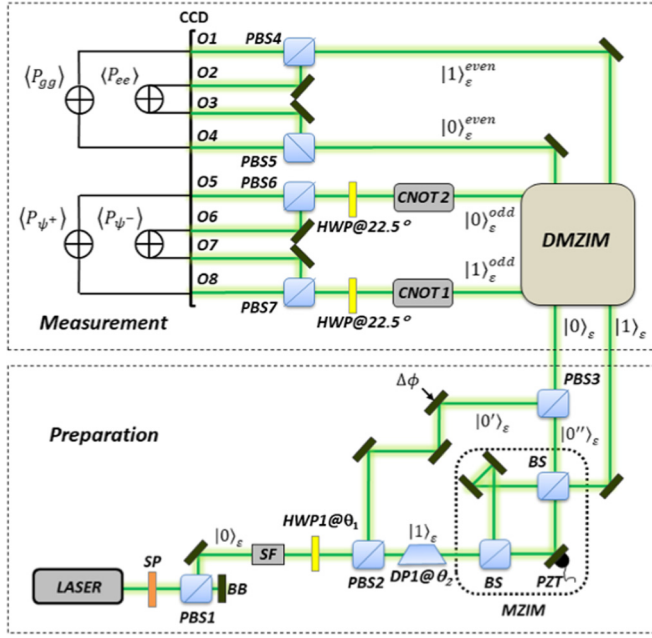 CCD
O1
PBS4
⟨P_gg⟩
⟨P_ee⟩
O2
|1⟩_ε^even
O3
|0⟩_ε^even
O4
PBS5
O5
PBS6
CNOT 2
⟨P_ψ+⟩
⟨P_ψ−⟩
O6
HWP@22.5°
|0⟩_ε^odd
DMZIM
O7
|1⟩_ε^odd
O8
CNOT 1
Measurement
PBS7
HWP@22.5°
|0⟩_ε
|1⟩_ε
Δϕ
PBS3
Preparation
|0'⟩_ε
|0''⟩_ε
BS
HWP1@θ₁
|0⟩_ε
|1⟩_ε
SF
SP
LASER
BB
PBS1
PBS2
DP1@θ₂
BS
PZT
MZIM